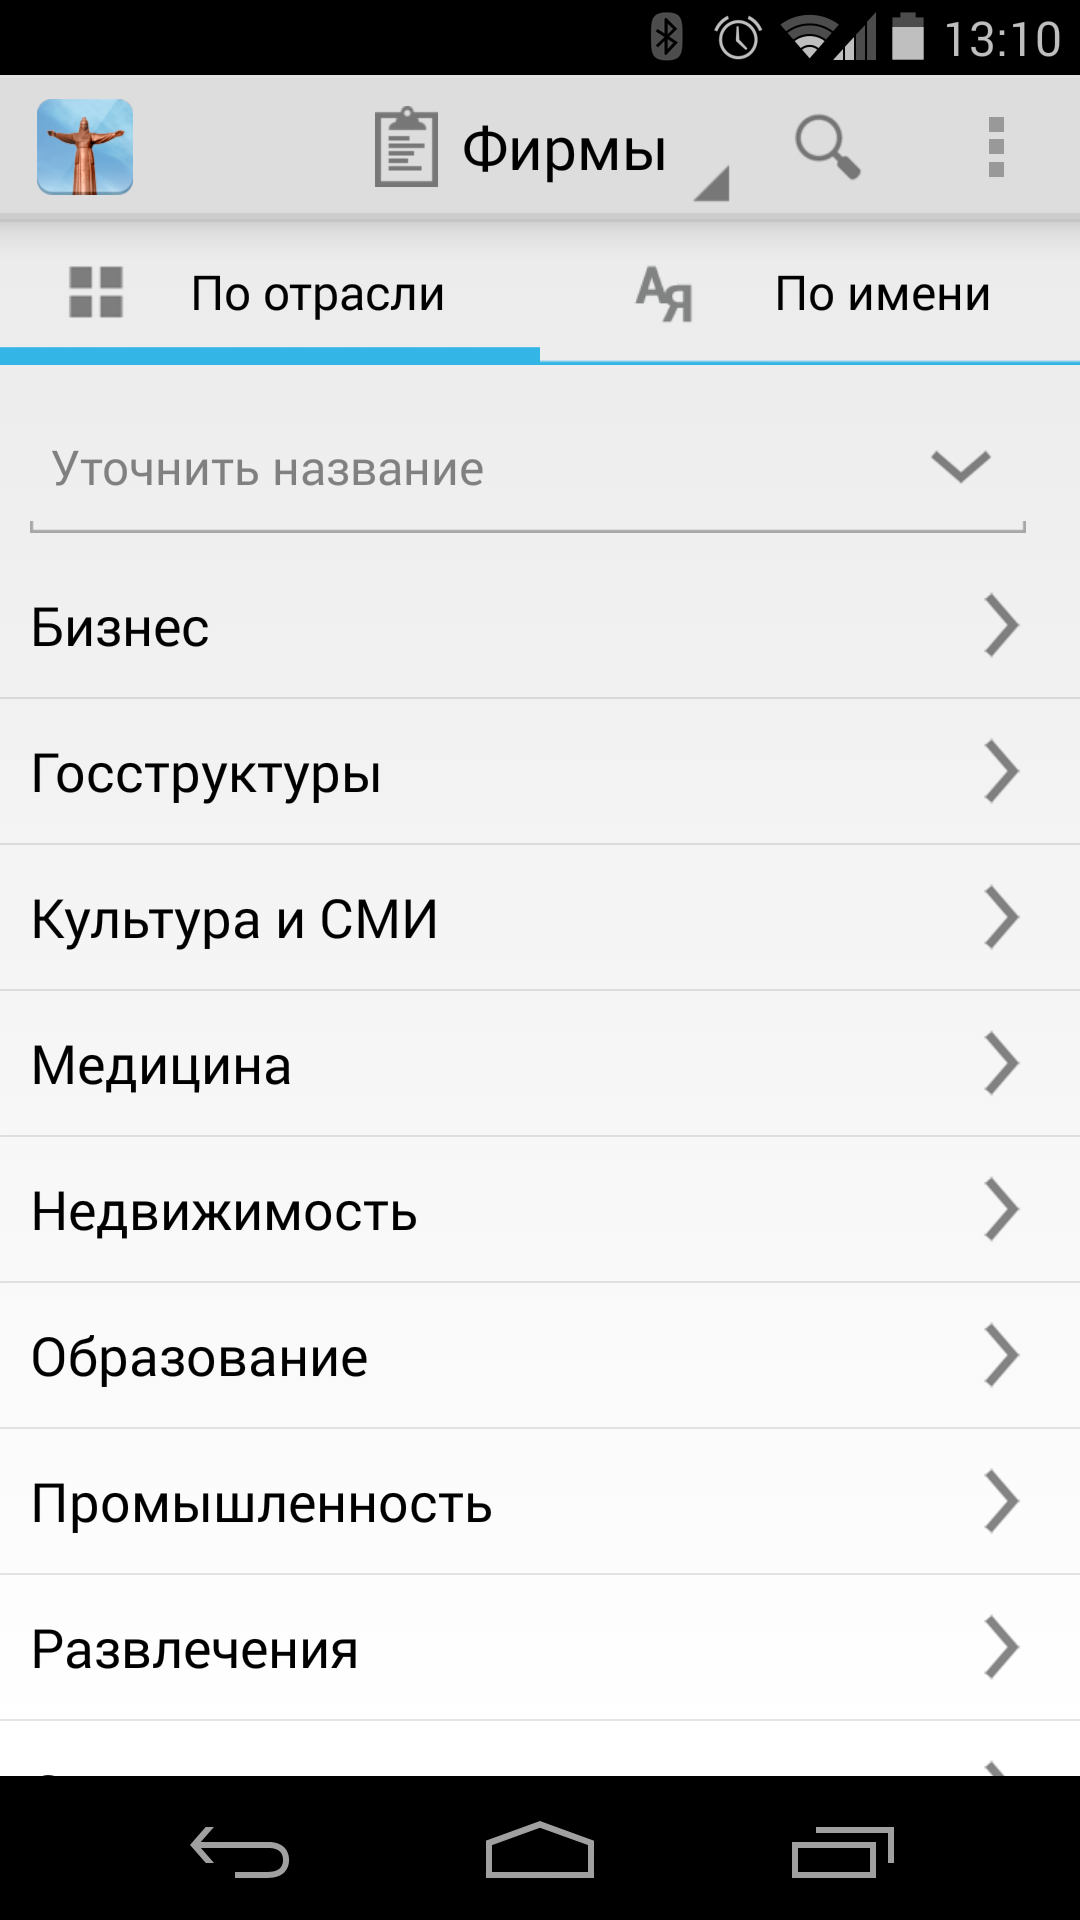 13:10
Фирмы
По отрасли
Ая По имени
Уточнить название
Бизнес
Госструктуры
Культура и СМИ
Медицина
Недвижимость
Образование
Промышленность
Развлечения